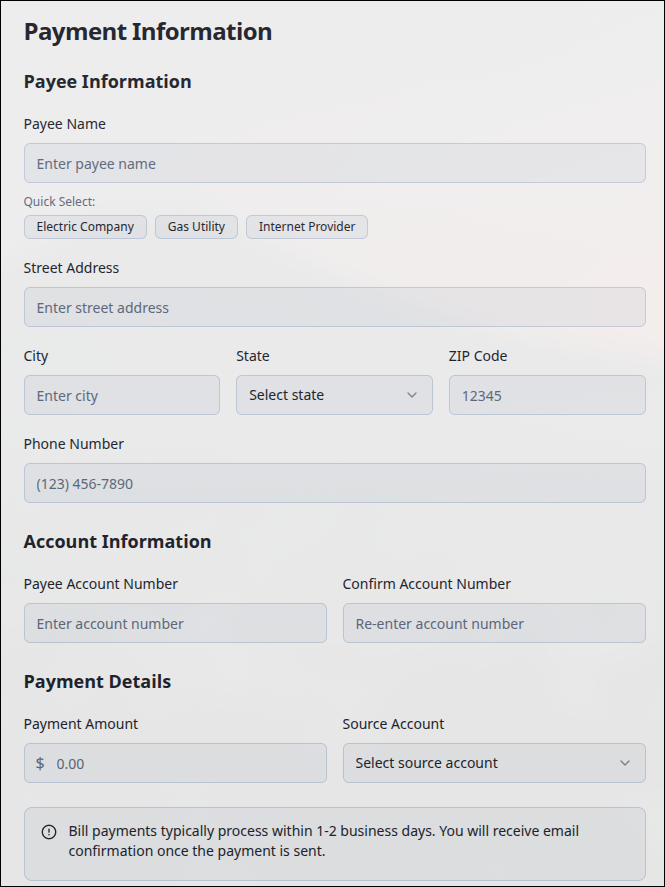 Payment Information
Payee Information
Payee Name
Enter payee name
Quick Select:
Electric Company Gas Utility Internet Provider
Street Address
Enter street address
City State ZIP Code
Enter city Select state 12345
Phone Number
(123) 456-7890
Account Information
Payee Account Number Confirm Account Number
Enter account number Re-enter account number
Payment Details
Payment Amount Source Account
$ 0.00 Select source account
Bill payments typically process within 1-2 business days. You will receive email
confirmation once the payment is sent.